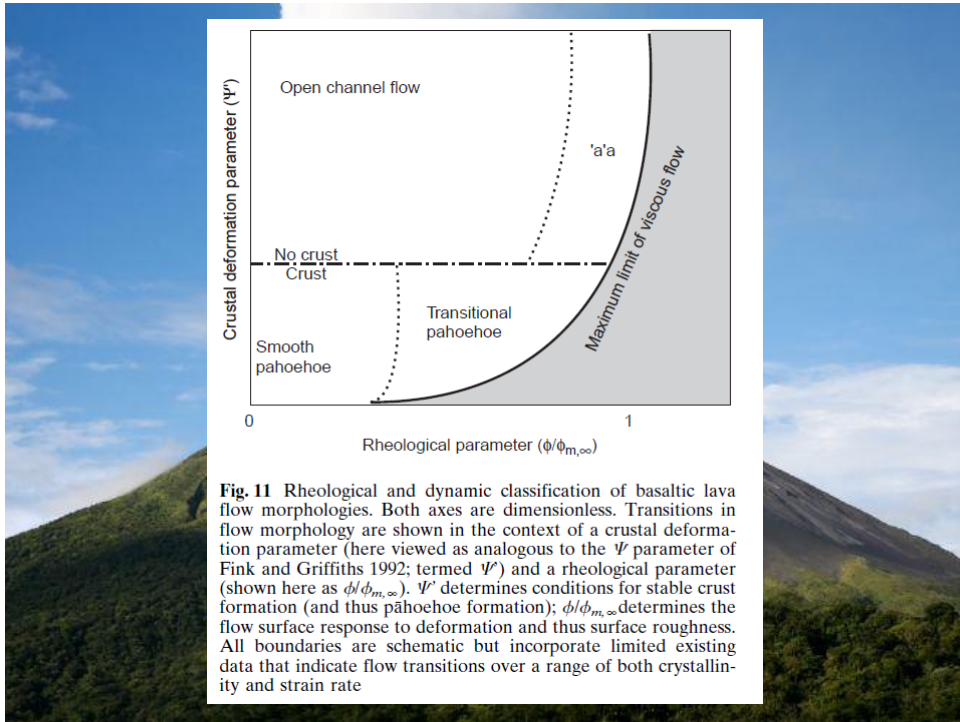 Crustal deformation parameter (Ψ')
Open channel flow
'a'a
Maximum limit of viscous flow
No crust
Crust
Transitional
pahoehoe
Smooth
pahoehoe
0
1
Rheological parameter (ϕ/ϕm,∞)
Fig. 11 Rheological and dynamic classification of basaltic lava
flow morphologies. Both axes are dimensionless. Transitions in
flow morphology are shown in the context of a crustal deforma-
tion parameter (here viewed as analogous to the Ψ parameter of
Fink and Griffiths 1992; termed Ψ') and a rheological parameter
(shown here as ϕ/ϕm,∞). Ψ' determines conditions for stable crust
formation (and thus pāhoehoe formation); ϕ/ϕm,∞ determines the
flow surface response to deformation and thus surface roughness.
All boundaries are schematic but incorporate limited existing
data that indicate flow transitions over a range of both crystallin-
ity and strain rate